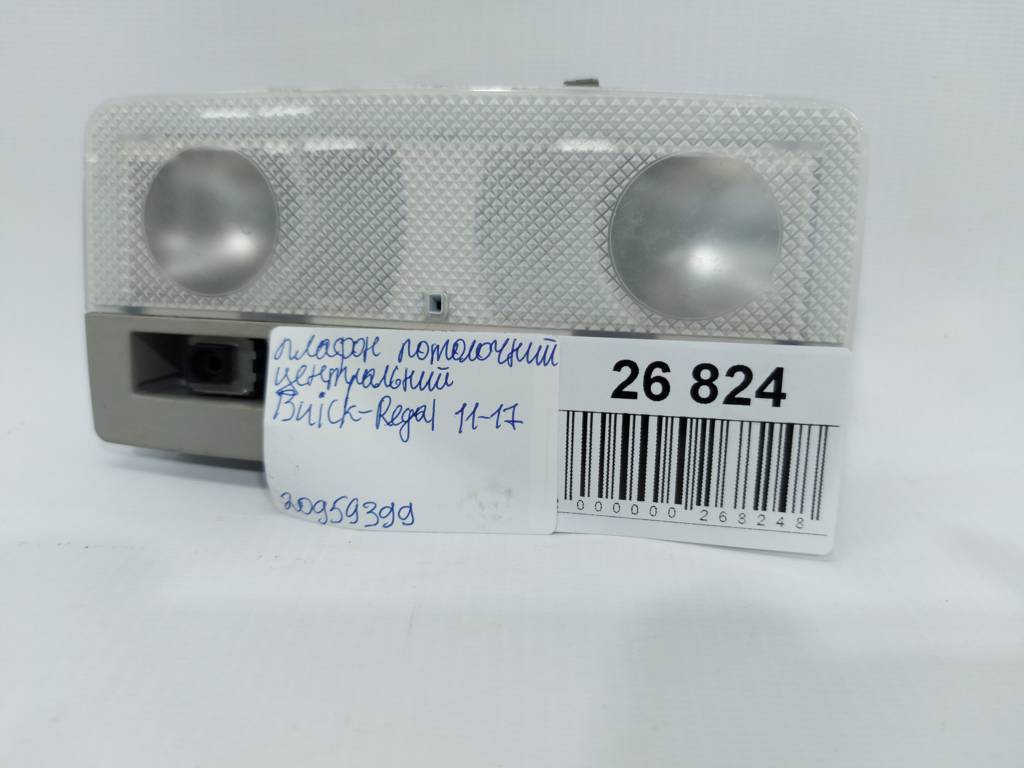 плафон потолочний
центральний
Buick-Regal 11-17
20959399
26 824
000000 268248